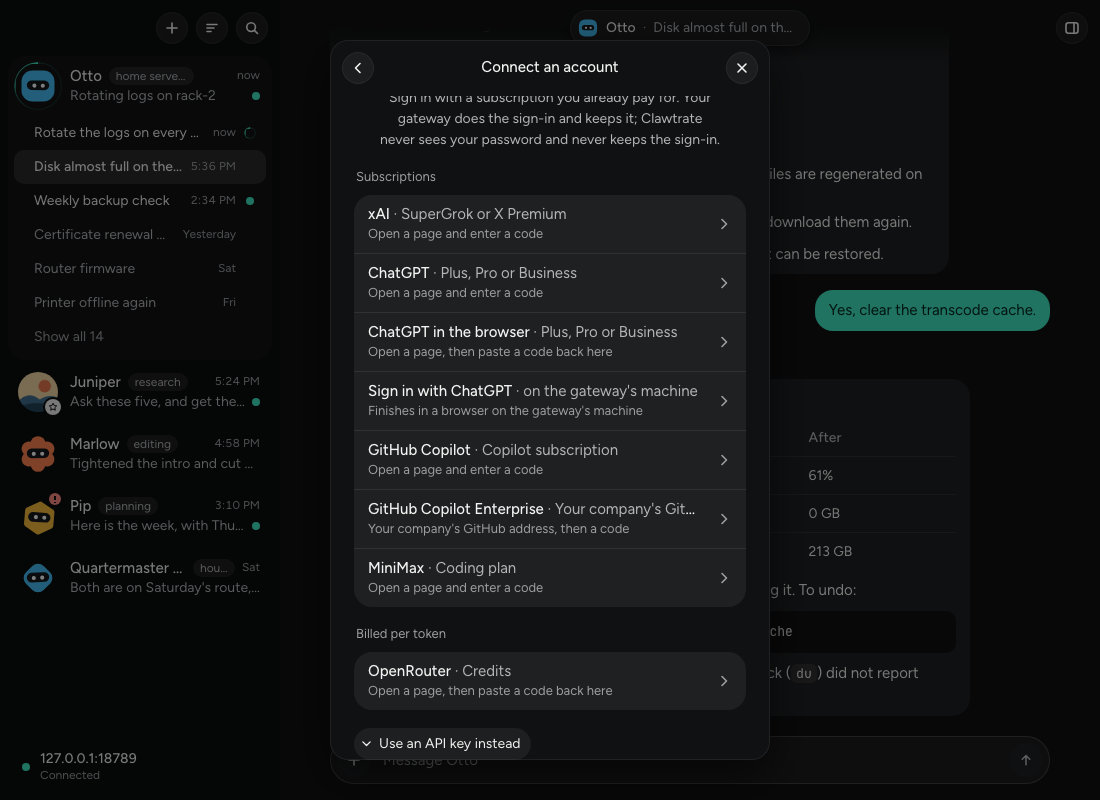 Otto · Disk almost full on th...
Otto home serve... now
Rotating logs on rack-2
Rotate the logs on every ... now
Disk almost full on the... 5:36 PM
Weekly backup check 2:34 PM
Certificate renewal ... Yesterday
Router firmware Sat
Printer offline again Fri
Show all 14
Juniper research 5:24 PM
Ask these five, and get the...
Marlow editing 4:58 PM
Tightened the intro and cut ...
Pip planning 3:10 PM
Here is the week, with Thu...
Quartermaster ... hou... Sat
Both are on Saturday's route,...
127.0.0.1:18789
Connected
Connect an account
Sign in with a subscription you already pay for. Your
gateway does the sign-in and keeps it; Clawtrate
never sees your password and never keeps the sign-in.
Subscriptions
xAI · SuperGrok or X Premium
Open a page and enter a code
ChatGPT · Plus, Pro or Business
Open a page and enter a code
ChatGPT in the browser · Plus, Pro or Business
Open a page, then paste a code back here
Sign in with ChatGPT · on the gateway's machine
Finishes in a browser on the gateway's machine
GitHub Copilot · Copilot subscription
Open a page and enter a code
GitHub Copilot Enterprise · Your company's Git...
Your company's GitHub address, then a code
MiniMax · Coding plan
Open a page and enter a code
Billed per token
OpenRouter · Credits
Open a page, then paste a code back here
Use an API key instead
iles are regenerated on
download them again.
can be restored.
Yes, clear the transcode cache.
After
61%
0 GB
213 GB
g it. To undo:
che
ck (du) did not report
Message Otto